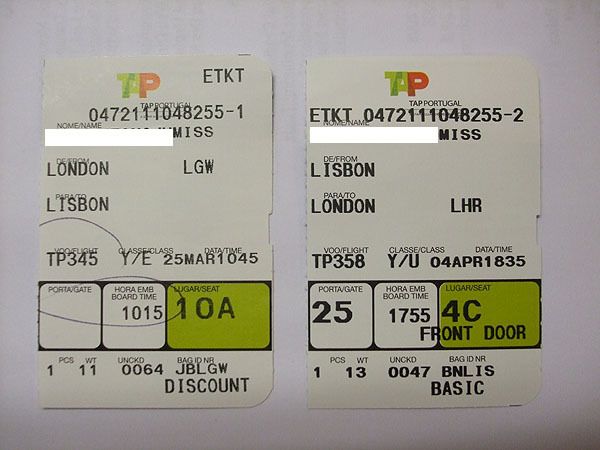 TAP
ETKT
TAP PORTUGAL
0472111048255-1
NOME/NAME
MISS
DE/FROM
LONDON LGW
PARA/TO
LISBON
VOO/FLIGHT CLASSE/CLASS DATA/TIME
TP345 Y/E 25MAR1045
PORTA/GATE HORA EMB BOARD TIME LUGAR/SEAT
1015 10A
PCS WT UNCKD BAG ID NR
1 11 0064 JBLGW
DISCOUNT
TAP
TAP PORTUGAL
ETKT 0472111048255-2
NOME/NAME
MISS
DE/FROM
LISBON
PARA/TO
LONDON LHR
VOO/FLIGHT CLASSE/CLASS DATA/TIME
TP358 Y/U 04APR1835
PORTA/GATE HORA EMB BOARD TIME LUGAR/SEAT
25 1755 4C
FRONT DOOR
PCS WT UNCKD BAG ID NR
1 13 0047 BNLIS
BASIC